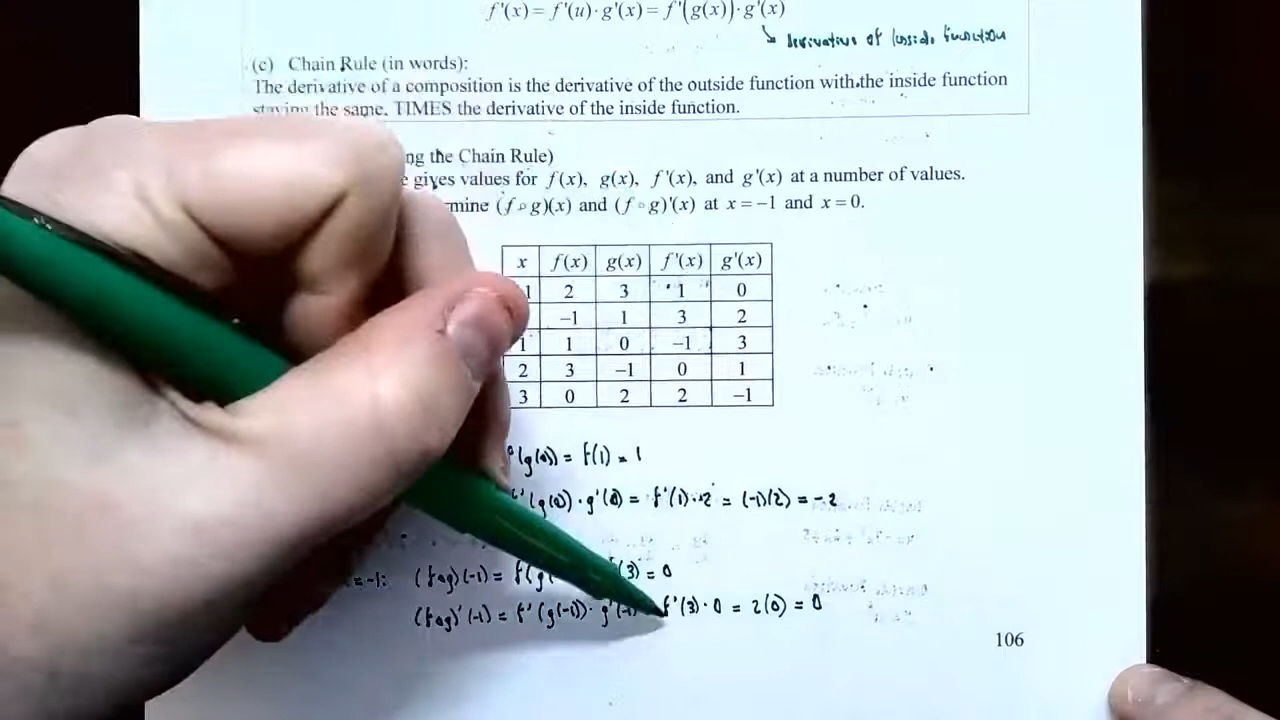 f'(x) = f'(u) · g'(x) = f'(g(x)) · g'(x)
↘ derivative of inside function
(c) Chain Rule (in words):
The derivative of a composition is the derivative of the outside function with the inside function
staying the same, TIMES the derivative of the inside function.
ng the Chain Rule)
e gives values for f(x), g(x), f'(x), and g'(x) at a number of values.
mine (f∘g)(x) and (f∘g)'(x) at x = −1 and x = 0.
x f(x) g(x) f'(x) g'(x)
1 2 3 1 0
−1 1 3 2
1 1 0 −1 3
2 3 −1 0 1
3 0 2 2 −1
(g(0)) = f(1) = 1
'(g(0)) · g'(0) = f'(1) · 2 = (-1)(2) = -2
=-1: (f∘g)(-1) = f(g( (3) = 0
(f∘g)'(-1) = f'(g(-1)) · g'(-1) f'(3) · 0 = 2(0) = 0
106